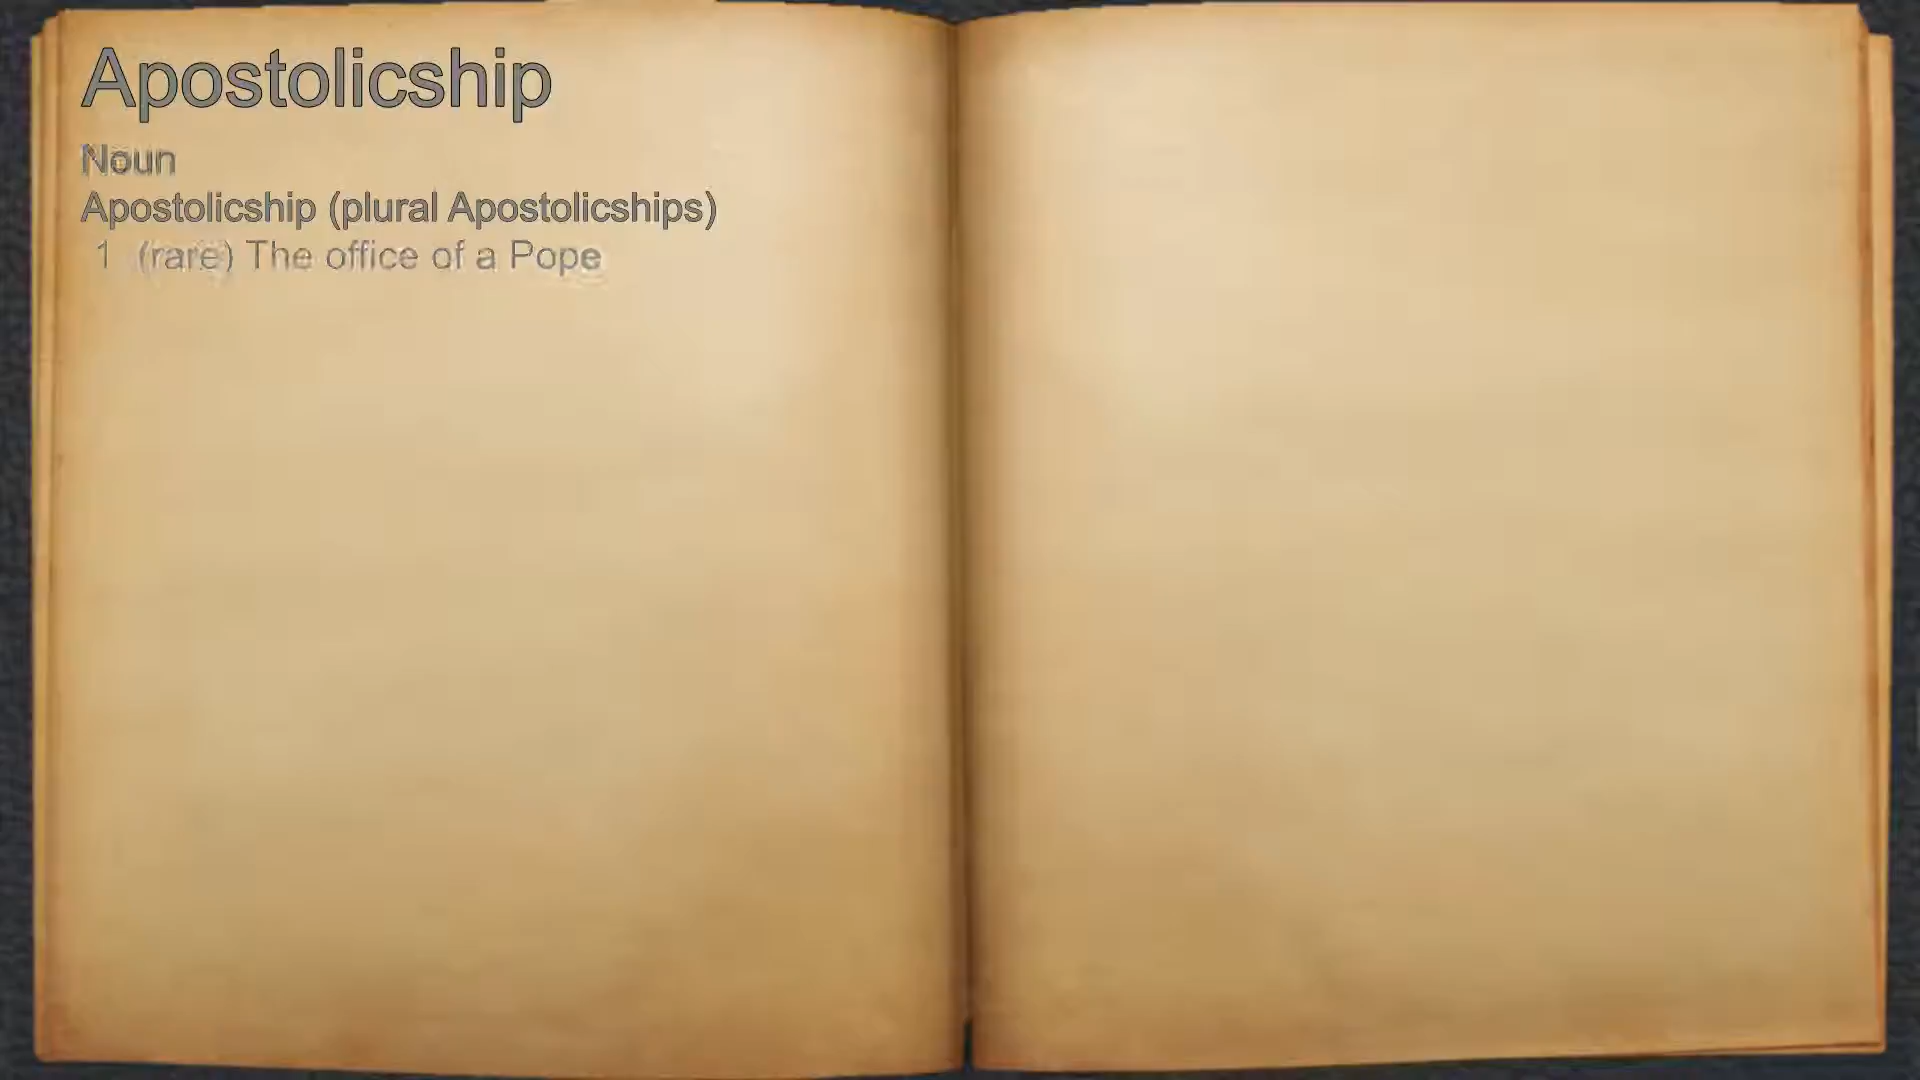 Apostolicship
Noun
Apostolicship (plural Apostolicships)
1 (rare) The office of a Pope